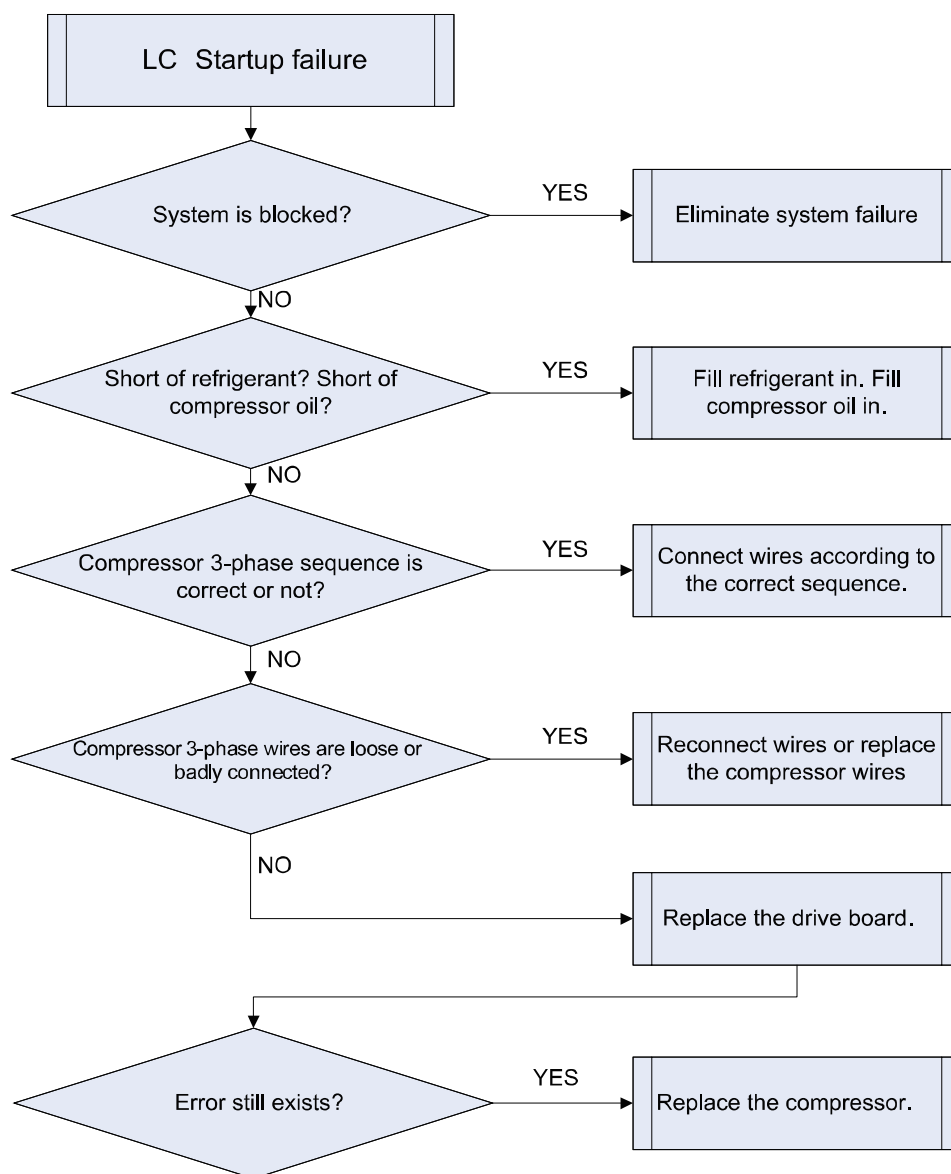 LC Startup failure
System is blocked?
YES
Eliminate system failure
NO
Short of refrigerant? Short of
compressor oil?
YES
Fill refrigerant in. Fill
compressor oil in.
NO
Compressor 3-phase sequence is
correct or not?
YES
Connect wires according to
the correct sequence.
NO
Compressor 3-phase wires are loose or
badly connected?
YES
Reconnect wires or replace
the compressor wires
NO
Replace the drive board.
Error still exists?
YES
Replace the compressor.